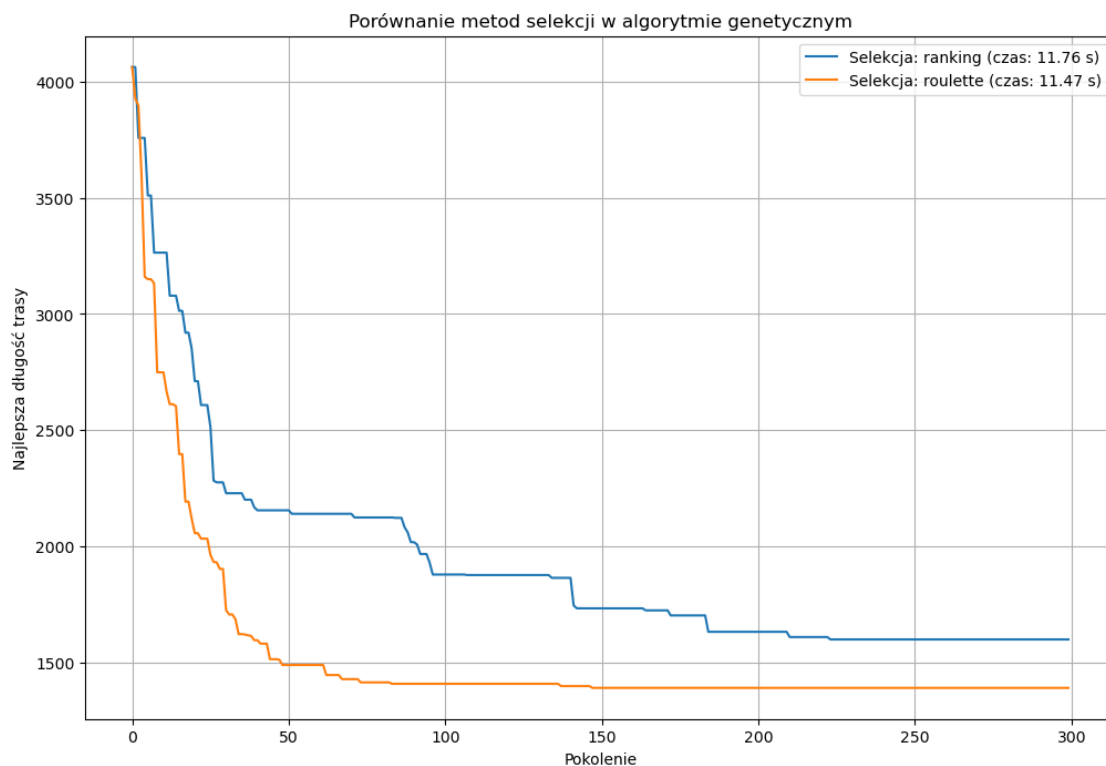 Porównanie metod selekcji w algorytmie genetycznym
Selekcja: ranking (czas: 11.76 s)
Selekcja: roulette (czas: 11.47 s)
Najlepsza długość trasy
4000
3500
3000
2500
2000
1500
0 50 100 150 200 250 300
Pokolenie